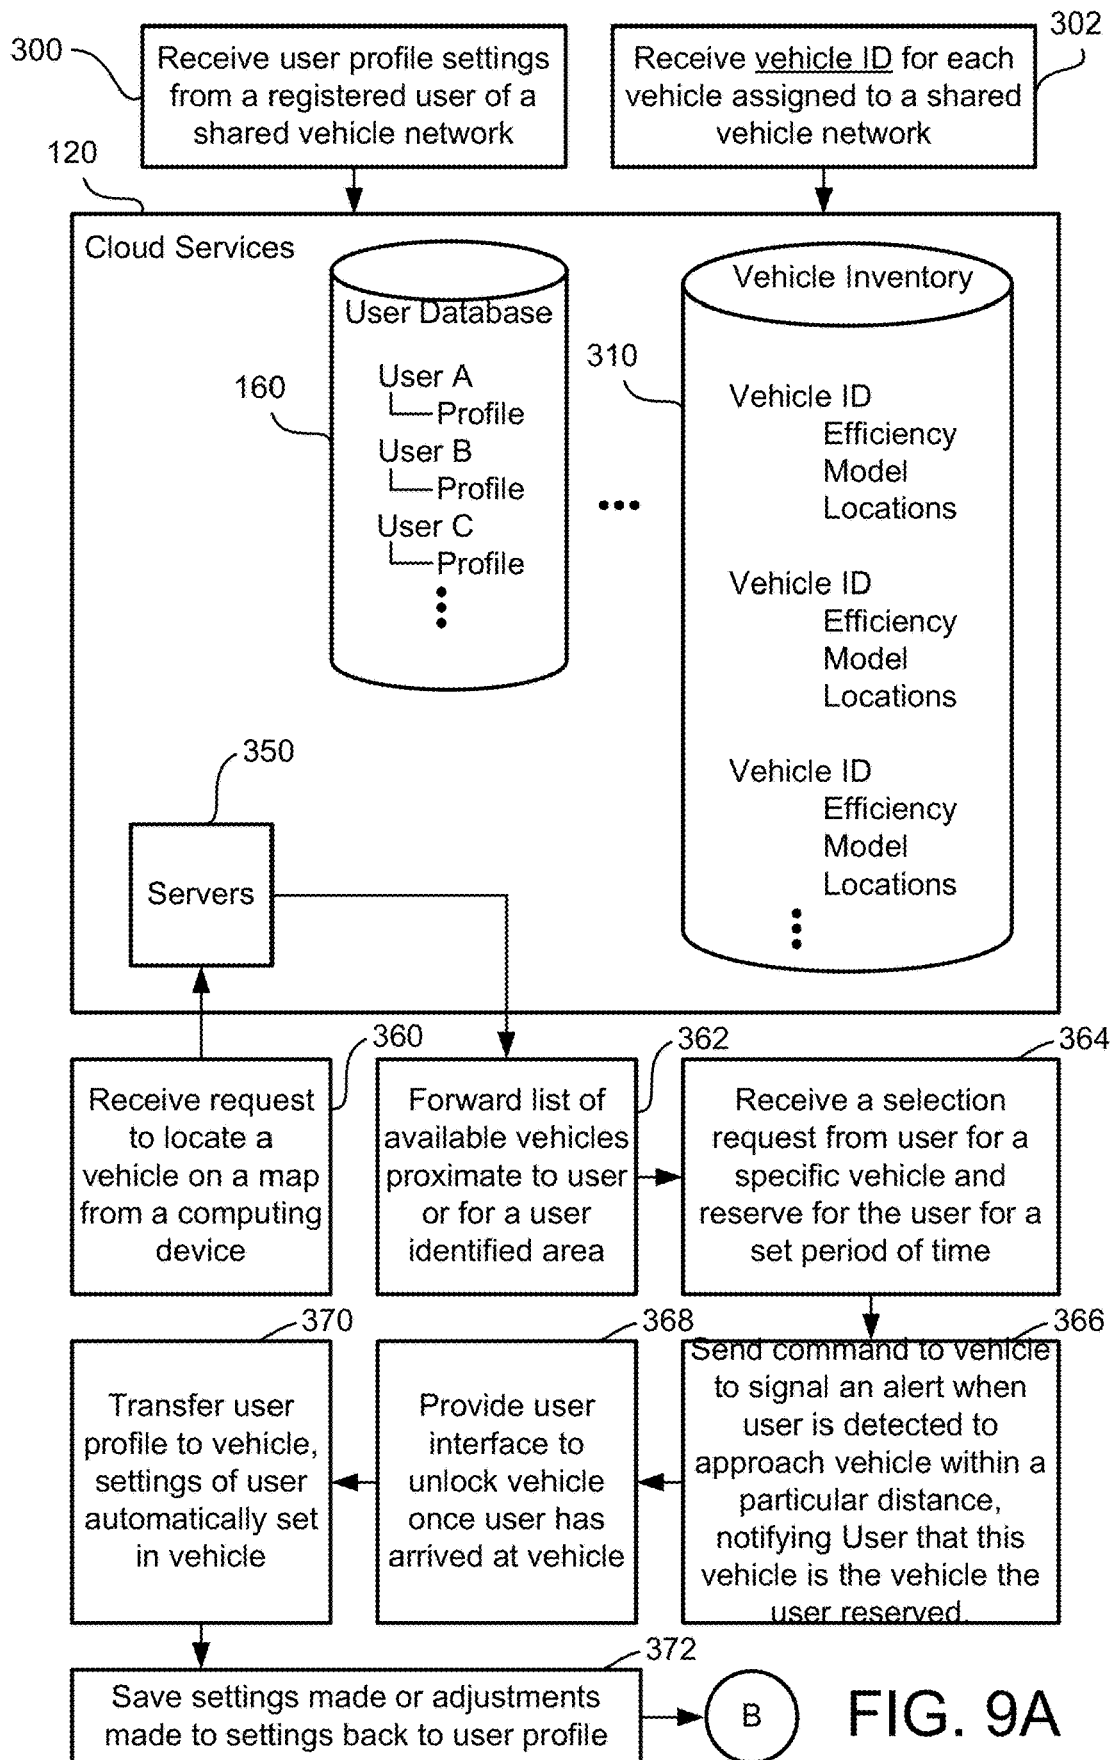 300
Receive user profile settings
from a registered user of a
shared vehicle network
302
Receive vehicle ID for each
vehicle assigned to a shared
vehicle network
120
Cloud Services
User Database
160
User A
Profile
User B
Profile
User C
Profile
Vehicle Inventory
310
Vehicle ID
Efficiency
Model
Locations
Vehicle ID
Efficiency
Model
Locations
Vehicle ID
Efficiency
Model
Locations
350
Servers
360
Receive request
to locate a
vehicle on a map
from a computing
device
362
Forward list of
available vehicles
proximate to user
or for a user
identified area
364
Receive a selection
request from user for a
specific vehicle and
reserve for the user for a
set period of time
366
Send command to vehicle
to signal an alert when
user is detected to
approach vehicle within a
particular distance,
notifying User that this
vehicle is the vehicle the
user reserved.
368
Provide user
interface to
unlock vehicle
once user has
arrived at vehicle
370
Transfer user
profile to vehicle,
settings of user
automatically set
in vehicle
372
Save settings made or adjustments
made to settings back to user profile
B
FIG. 9A